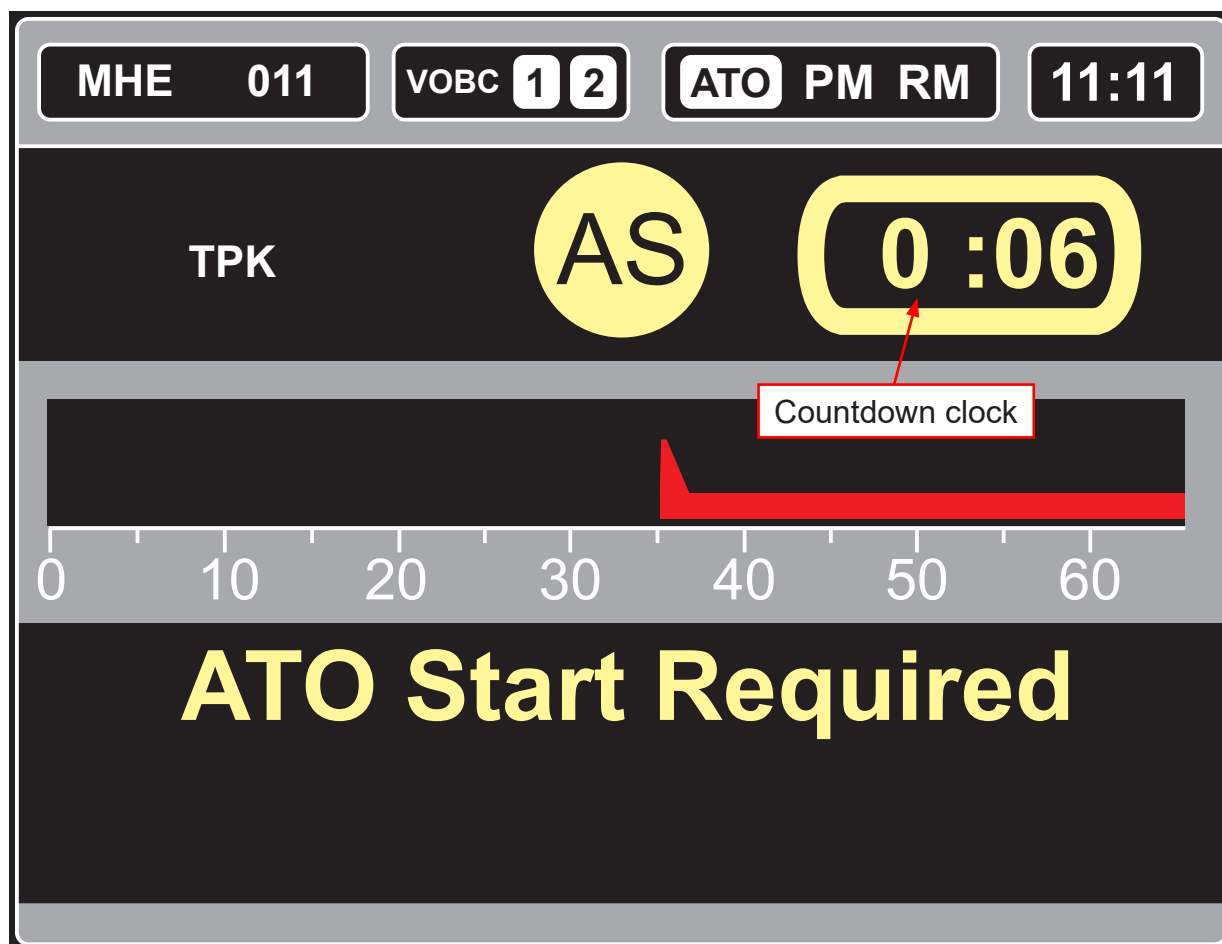 MHE 011 VOBC 1 2 ATO PM RM 11:11
TPK AS 0 :06
Countdown clock
0 10 20 30 40 50 60
ATO Start Required